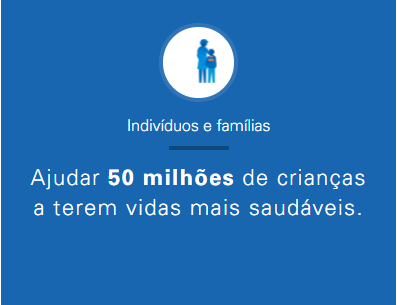 Indivíduos e famílias
Ajudar 50 milhões de crianças
a terem vidas mais saudáveis.